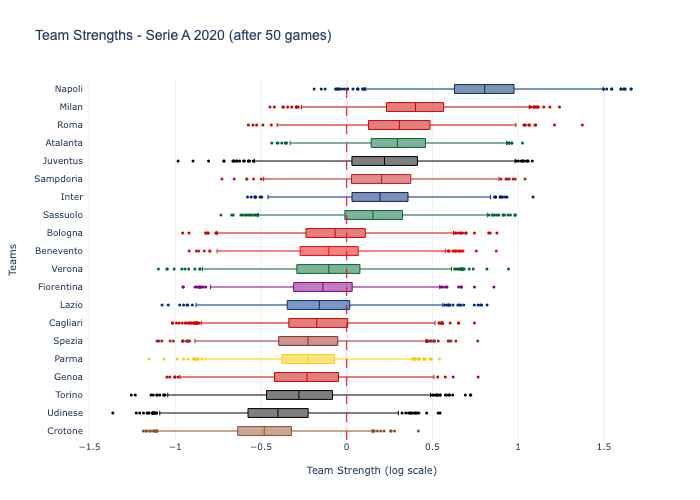 Team Strengths - Serie A 2020 (after 50 games)
Napoli
Milan
Roma
Atalanta
Juventus
Sampdoria
Inter
Sassuolo
Bologna
Benevento
Verona
Fiorentina
Lazio
Cagliari
Spezia
Parma
Genoa
Torino
Udinese
Crotone
Teams
−1.5 −1 −0.5 0 0.5 1 1.5
Team Strength (log scale)